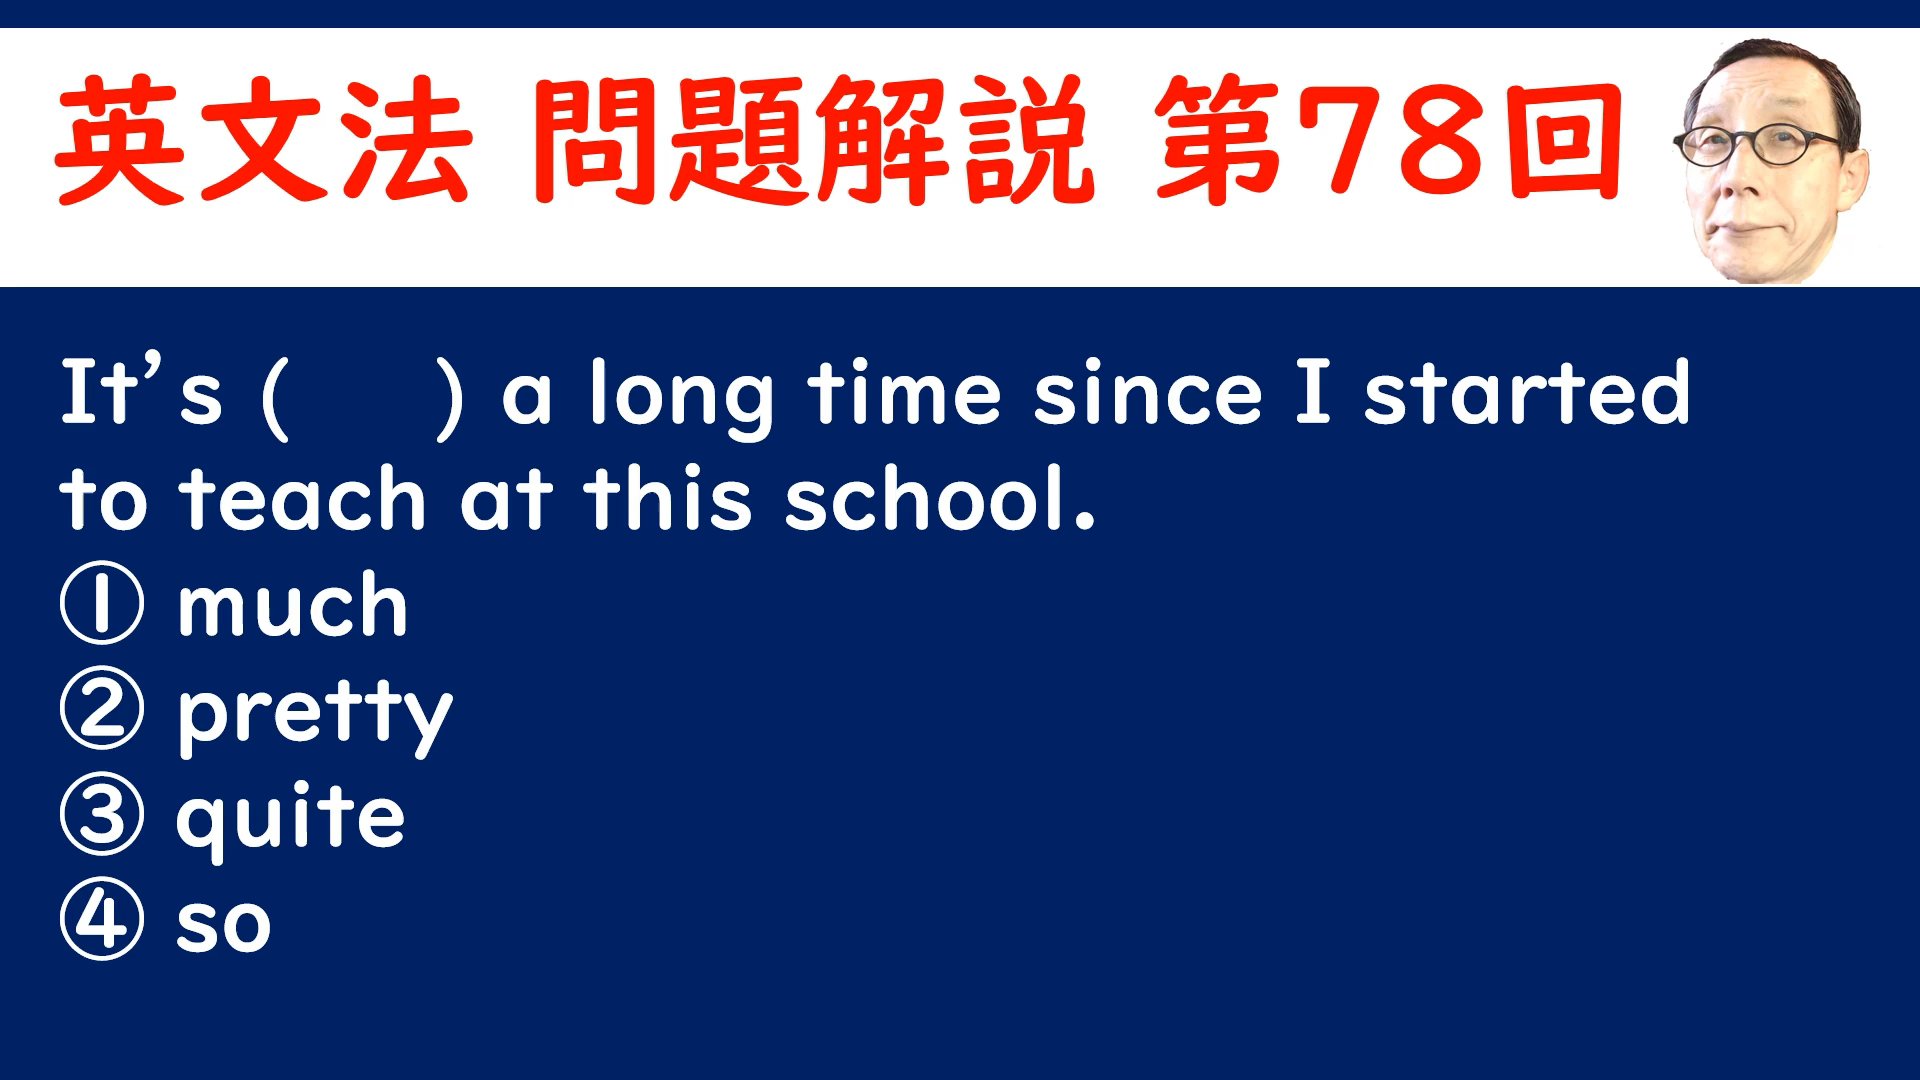 英文法 問題解説 第78回
It’s (     ) a long time since I started
to teach at this school.
① much
② pretty
③ quite
④ so